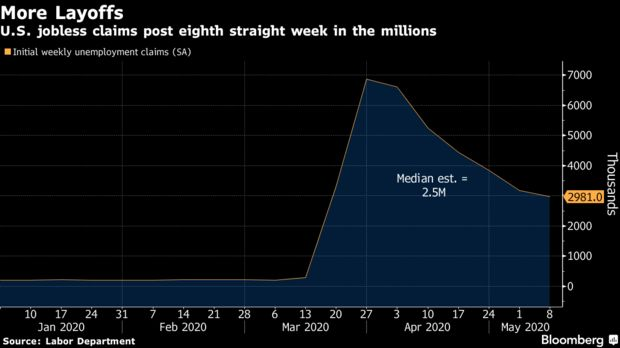 More Layoffs
U.S. jobless claims post eighth straight week in the millions
Initial weekly unemployment claims (SA)
7000
6000
5000
4000
Thousands
Median est. =
2.5M
2981.0
2000
1000
0
10 17 24 31 7 14 21 28 6 13 20 27 3 10 17 24 1 8
Jan 2020 Feb 2020 Mar 2020 Apr 2020 May 2020
Source: Labor Department
Bloomberg